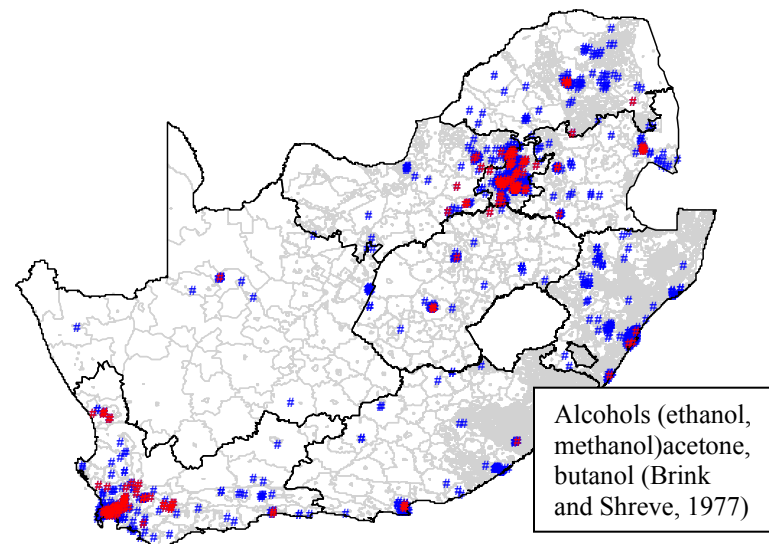 Alcohols (ethanol,
methanol)acetone,
butanol (Brink
and Shreve, 1977)